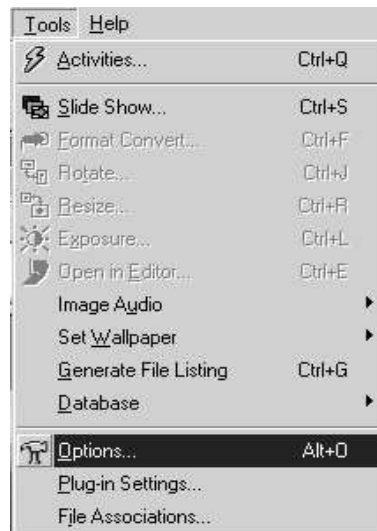 Tools Help
Activities... Ctrl+Q
Slide Show... Ctrl+S
Format Convert... Ctrl+F
Rotate... Ctrl+J
Resize... Ctrl+R
Exposure... Ctrl+L
Open in Editor... Ctrl+E
Image Audio
Set Wallpaper
Generate File Listing Ctrl+G
Database
Options... Alt+O
Plug-in Settings...
File Associations...